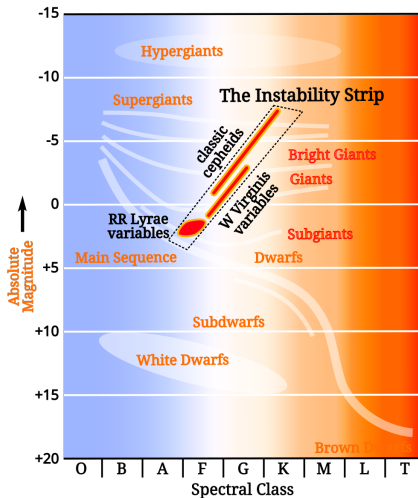 -15
Hypergiants
-10
Supergiants
The Instability Strip
-5
classic
cepheids
Bright Giants
Giants
0
RR Lyrae
variables
W Virginis
variables
Subgiants
Absolute
Magnitude
Main Sequence
Dwarfs
+5
Subdwarfs
+10
White Dwarfs
+15
Brown Dwarfs
+20
O B A F G K M L T
Spectral Class